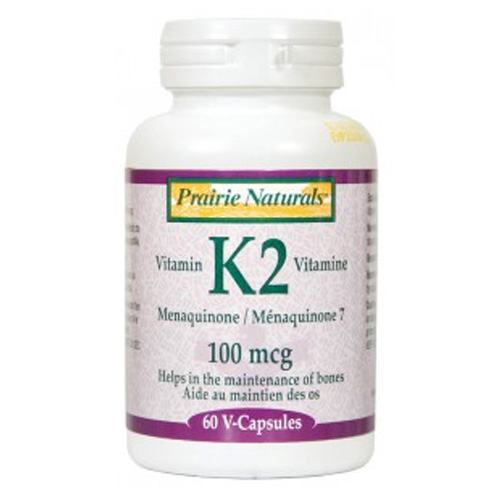 Prairie Naturals®
Vitamin K2 Vitamine
Menaquinone / Ménaquinone 7
100 mcg
Helps in the maintenance of bones
Aide au maintien des os
60 V-Capsules